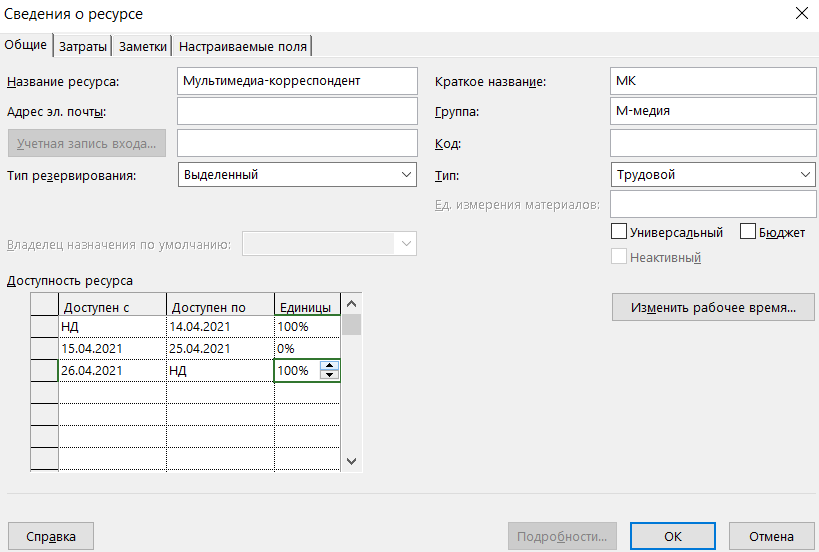 Сведения о ресурсе
Общие Затраты Заметки Настраиваемые поля
Название ресурса: Мультимедиа-корреспондент Краткое название: МК
Адрес эл. почты: Группа: М-медия
Учетная запись входа... Код:
Тип резервирования: Выделенный Тип: Трудовой
Ед. измерения материалов:
Универсальный Бюджет
Владелец назначения по умолчанию:
Неактивный
Доступность ресурса
Доступен с Доступен по Единицы
НД 14.04.2021 100%
15.04.2021 25.04.2021 0%
26.04.2021 НД 100%
Изменить рабочее время...
Справка Подробности... ОК Отмена